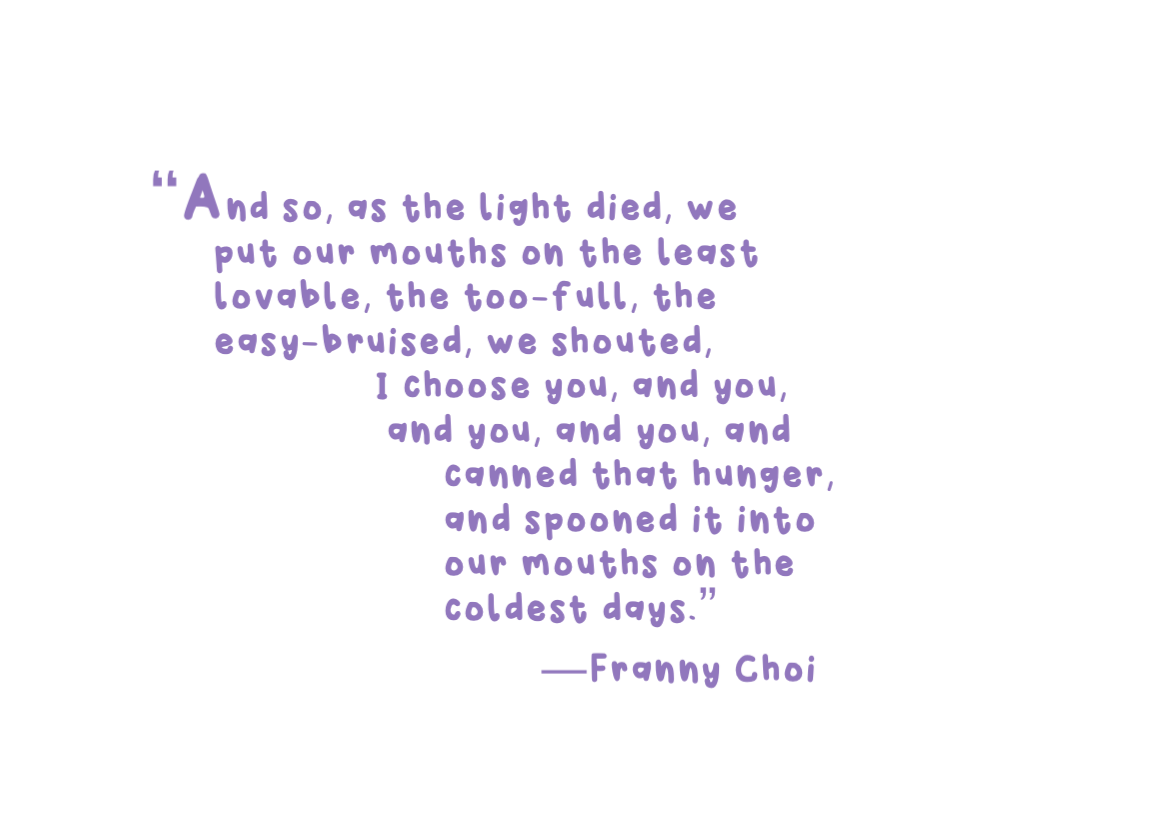 “And so, as the light died, we
put our mouths on the least
lovable, the too-full, the
easy-bruised, we shouted,
I choose you, and you,
and you, and you, and
canned that hunger,
and spooned it into
our mouths on the
coldest days.”
—Franny Choi